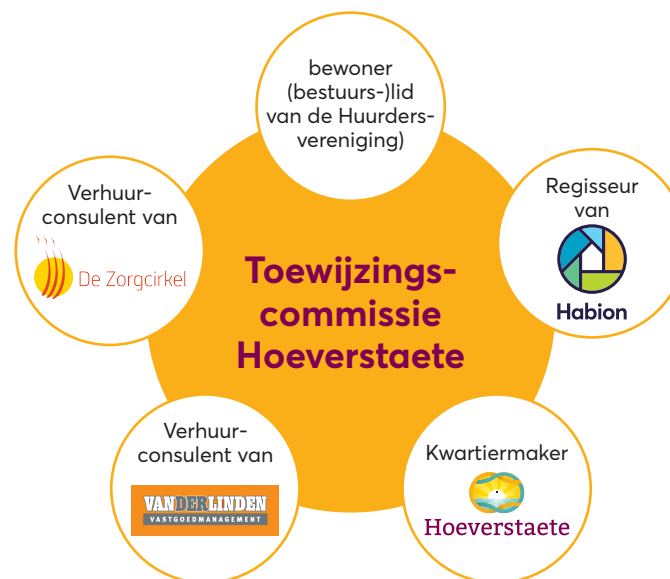 bewoner
(bestuurs-)lid
van de Huurders-
vereniging)
Verhuur-
consulent van
De Zorgcirkel
Regisseur
van
Habion
Toewijzings-
commissie
Hoeverstaete
Verhuur-
consulent van
VANDERLINDEN
VASTGOEDMANAGEMENT
Kwartiermaker
Hoeverstaete